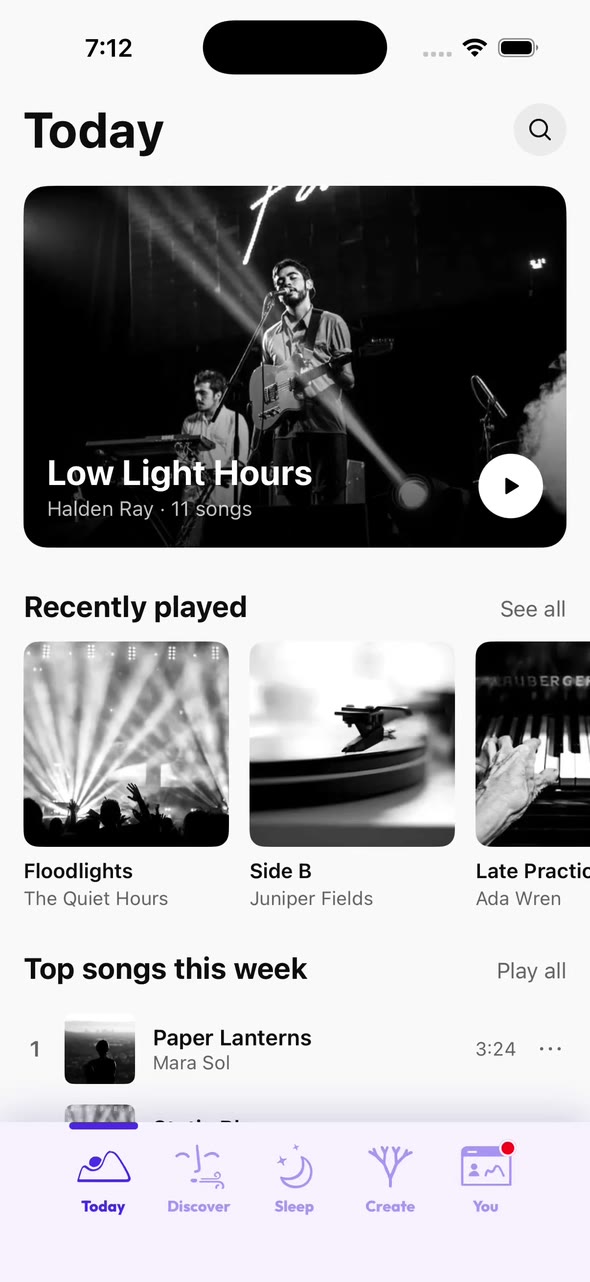 7:12
Today
Low Light Hours
Halden Ray · 11 songs
Recently played
See all
Floodlights
The Quiet Hours
Side B
Juniper Fields
Late Practic
Ada Wren
Top songs this week
Play all
1
Paper Lanterns
Mara Sol
3:24
Today
Discover
Sleep
Create
You